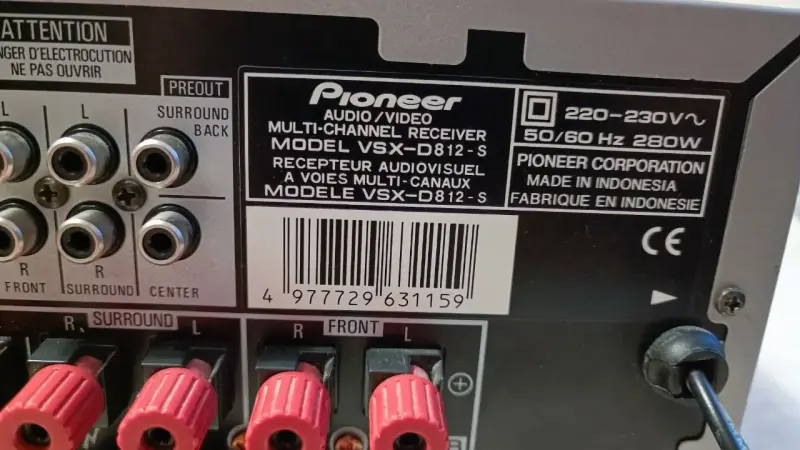 ATTENTION
NGER D'ELECTROCUTION
NE PAS OUVRIR
PREOUT
L
L
SURROUND
BACK
R
FRONT
R
SURROUND
CENTER
Pioneer
AUDIO/VIDEO
MULTI-CHANNEL RECEIVER
MODEL VSX-D812-S
RECEPTEUR AUDIOVISUEL
A VOIES MULTI-CANAUX
MODELE VSX-D812-S
220-230V~
50/60 Hz 280W
PIONEER CORPORATION
MADE IN INDONESIA
FABRIQUE EN INDONESIE
CE
4 977729 631159
R
SURROUND
L
R
FRONT
L